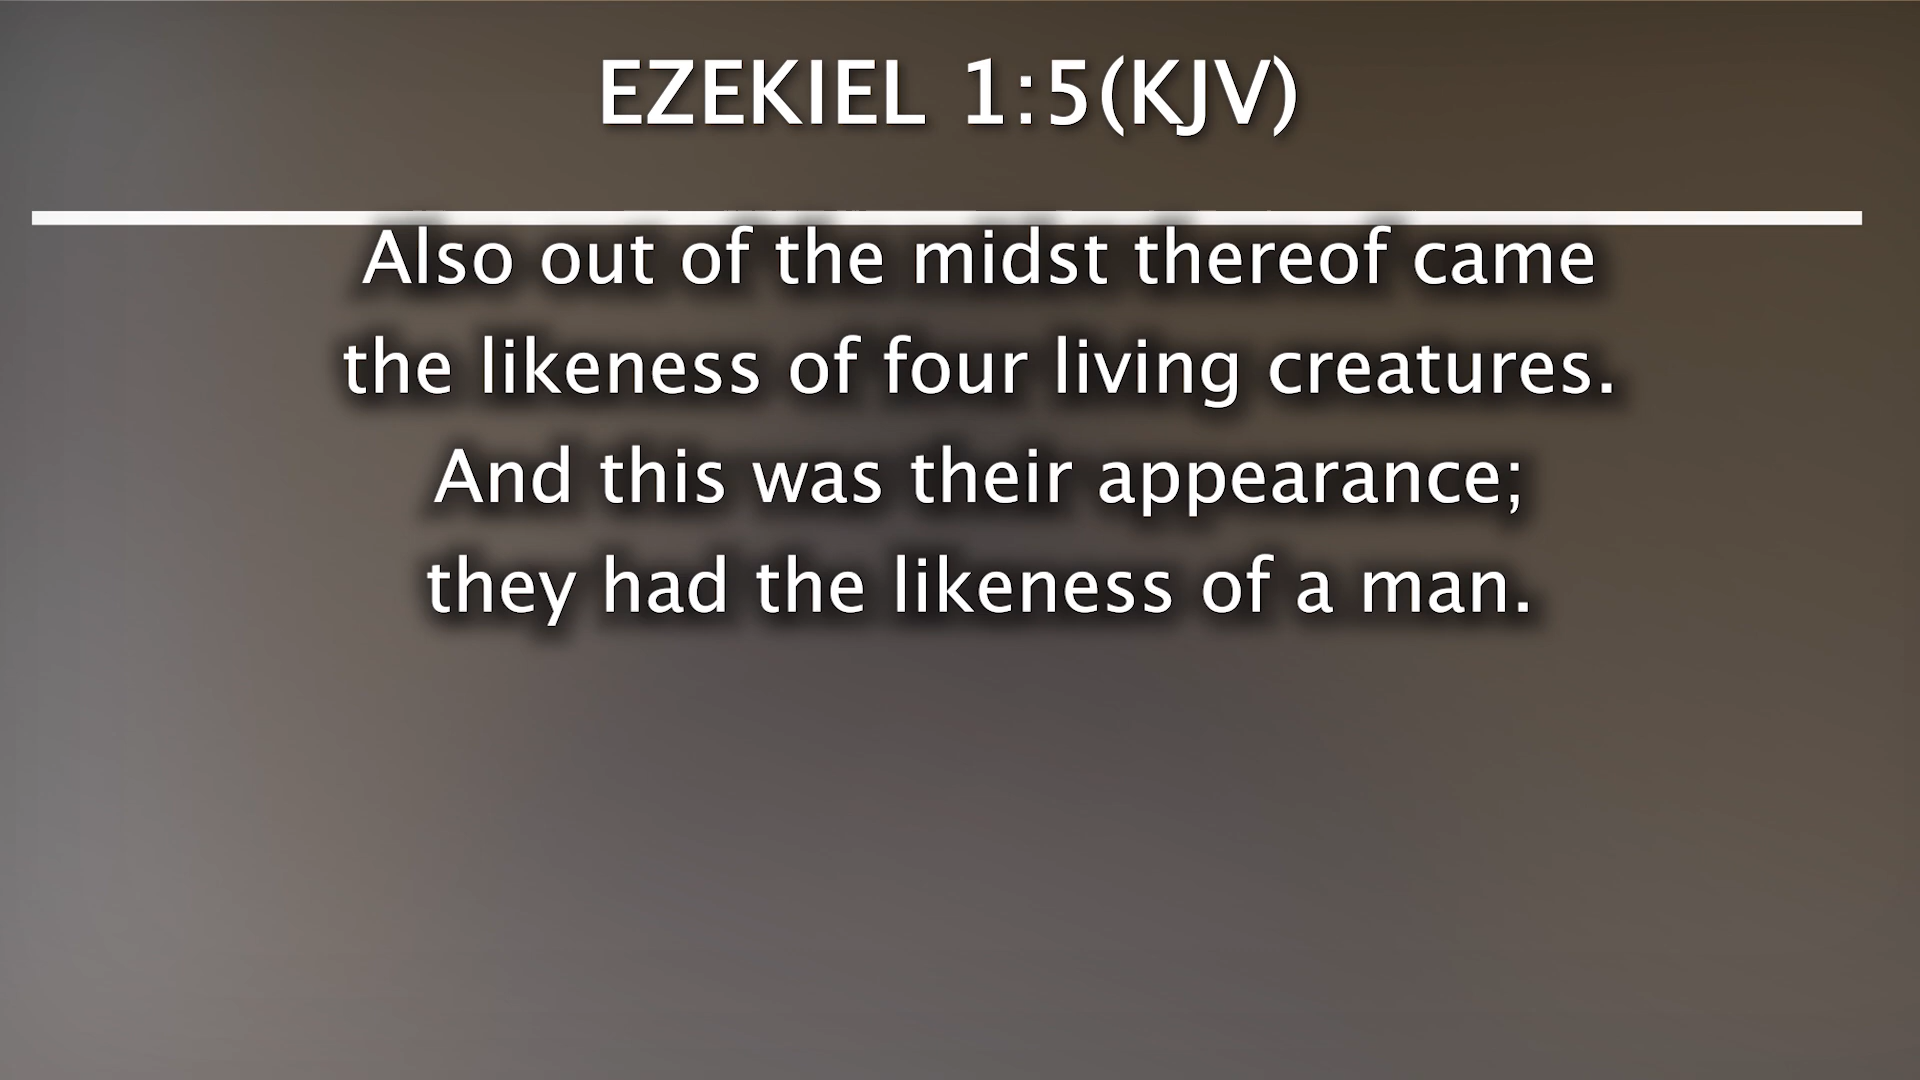 EZEKIEL 1:5(KJV)
Also out of the midst thereof came
the likeness of four living creatures.
And this was their appearance;
they had the likeness of a man.